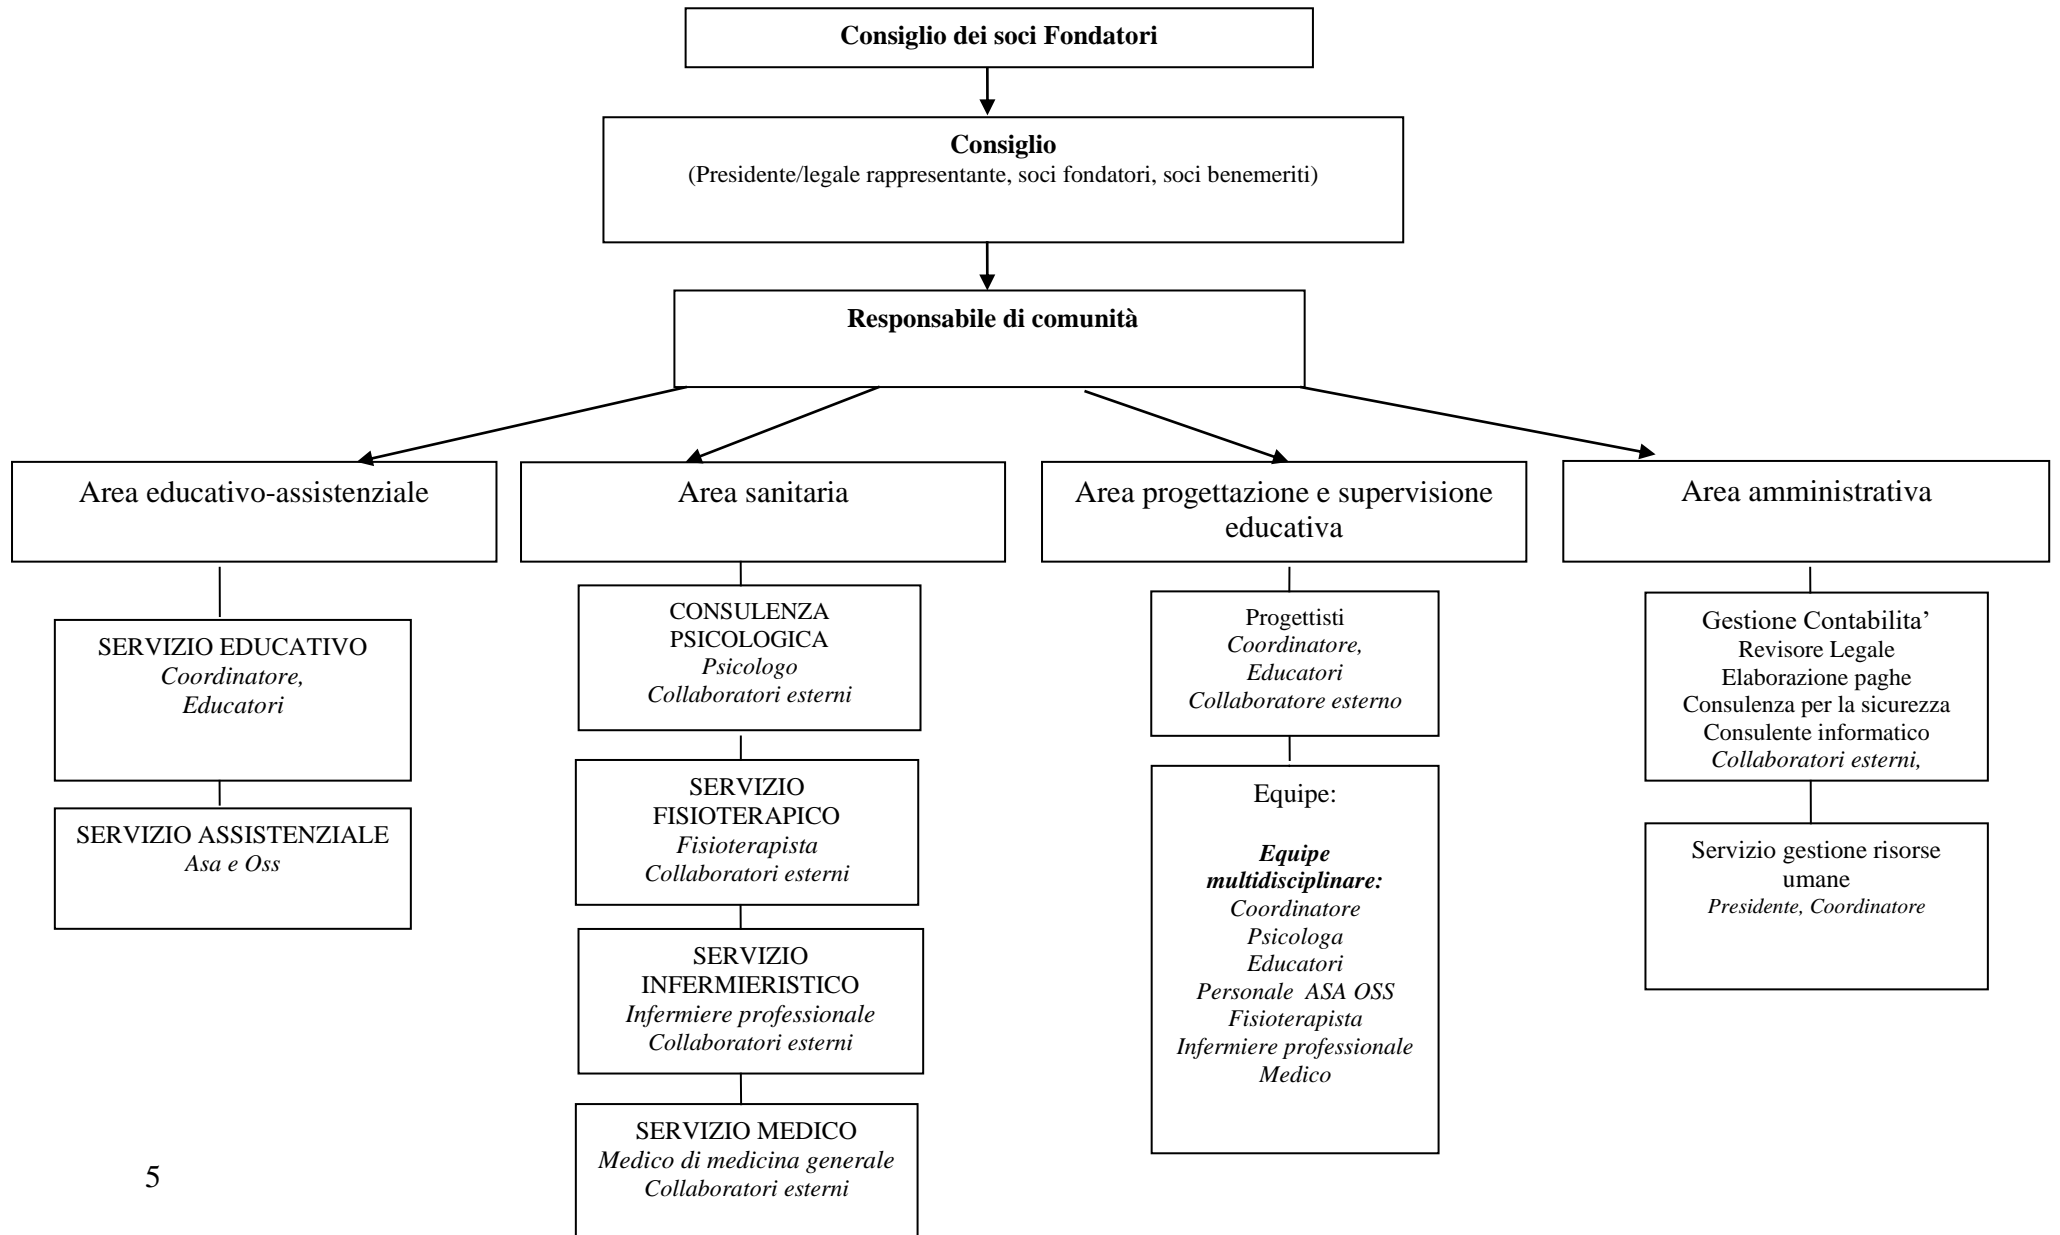 Consiglio dei soci Fondatori
Consiglio
(Presidente/legale rappresentante, soci fondatori, soci benemeriti)
Responsabile di comunità
Area educativo-assistenziale
SERVIZIO EDUCATIVO
Coordinatore,
Educatori
SERVIZIO ASSISTENZIALE
Asa e Oss
Area sanitaria
CONSULENZA
PSICOLOGICA
Psicologo
Collaboratori esterni
SERVIZIO
FISIOTERAPICO
Fisioterapista
Collaboratori esterni
SERVIZIO
INFERMIERISTICO
Infermiere professionale
Collaboratori esterni
SERVIZIO MEDICO
Medico di medicina generale
Collaboratori esterni
Area progettazione e supervisione
educativa
Progettisti
Coordinatore,
Educatori
Collaboratore esterno
Equipe:
Equipe
multidisciplinare:
Coordinatore
Psicologa
Educatori
Personale ASA OSS
Fisioterapista
Infermiere professionale
Medico
Area amministrativa
Gestione Contabilita’
Revisore Legale
Elaborazione paghe
Consulenza per la sicurezza
Consulente informatico
Collaboratori esterni,
Servizio gestione risorse
umane
Presidente, Coordinatore
5